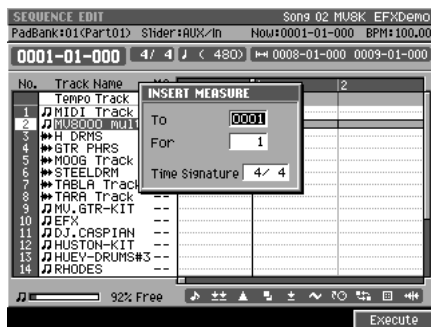 SEQUENCE EDIT Song 02 MV8K EFXDemo
PadBank:01(Part01) Slider:AUX/In Now:0001-01-000 BPM:100.00
0001-01-000 4/ 4 ♩ ( 480) 0008-01-000 0009-01-000
No. Track Name 2
Tempo Track
INSERT MEASURE
To 0001
For 1
Time Signature 4/ 4
1 MIDI Track
2 MV8000 Mult
3 H DRMS
4 GTR PHRS
5 MOOG Track
6 STEELDRM
7 TABLA Track
8 TARA Track --
9 MV.GTR-KIT --
10 EFX --
11 DJ.CASPIAN --
12 HUSTON-KIT --
13 HUEY-DRUMS#3--
14 RHODES --
92% Free
Execute